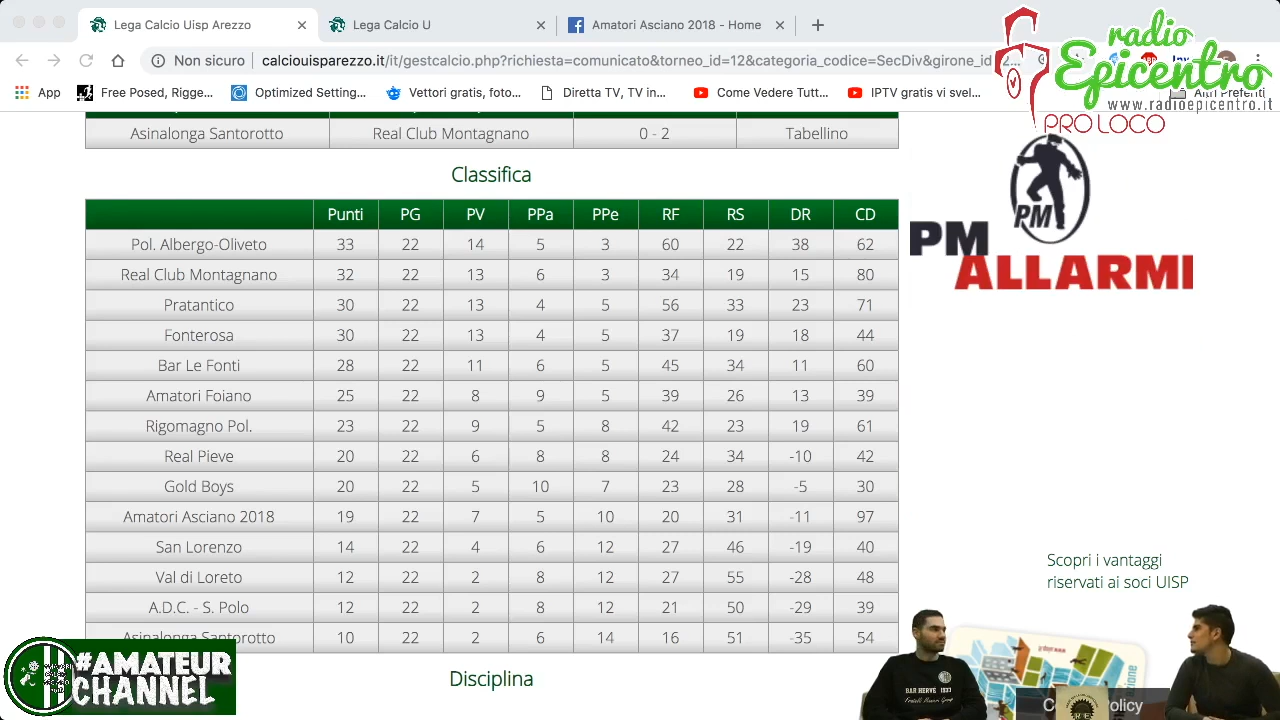 Lega Calcio Uisp Arezzo
Lega Calcio U
Amatori Asciano 2018 - Home
Non sicuro
calciouisparezzo.it/it/gestcalcio.php?richiesta=comunicato&torneo_id=12&categoria_codice=SecDiv&girone_id
App
Free Posed, Rigge...
Optimized Setting...
Vettori gratis, foto...
Diretta TV, TV in...
Come Vedere Tutt...
IPTV gratis vi svel...
Altri Preferiti
radio
Epicentro
www.radioepicentro.it
PRO LOCO
Asinalonga Santorotto Real Club Montagnano 0 - 2 Tabellino
Classifica
Punti PG PV PPa PPe RF RS DR CD
Pol. Albergo-Oliveto 33 22 14 5 3 60 22 38 62
Real Club Montagnano 32 22 13 6 3 34 19 15 80
Pratantico 30 22 13 4 5 56 33 23 71
Fonterosa 30 22 13 4 5 37 19 18 44
Bar Le Fonti 28 22 11 6 5 45 34 11 60
Amatori Foiano 25 22 8 9 5 39 26 13 39
Rigomagno Pol. 23 22 9 5 8 42 23 19 61
Real Pieve 20 22 6 8 8 24 34 -10 42
Gold Boys 20 22 5 10 7 23 28 -5 30
Amatori Asciano 2018 19 22 7 5 10 20 31 -11 97
San Lorenzo 14 22 4 6 12 27 46 -19 40
Val di Loreto 12 22 2 8 12 27 55 -28 48
A.D.C. - S. Polo 12 22 2 8 12 21 50 -29 39
Asinalonga Santorotto 10 22 2 6 14 16 51 -35 54
Disciplina
PM
PM
ALLARMI
Scopri i vantaggi
riservati ai soci UISP
#AMATEUR
CHANNEL
BAR HERVE 1933